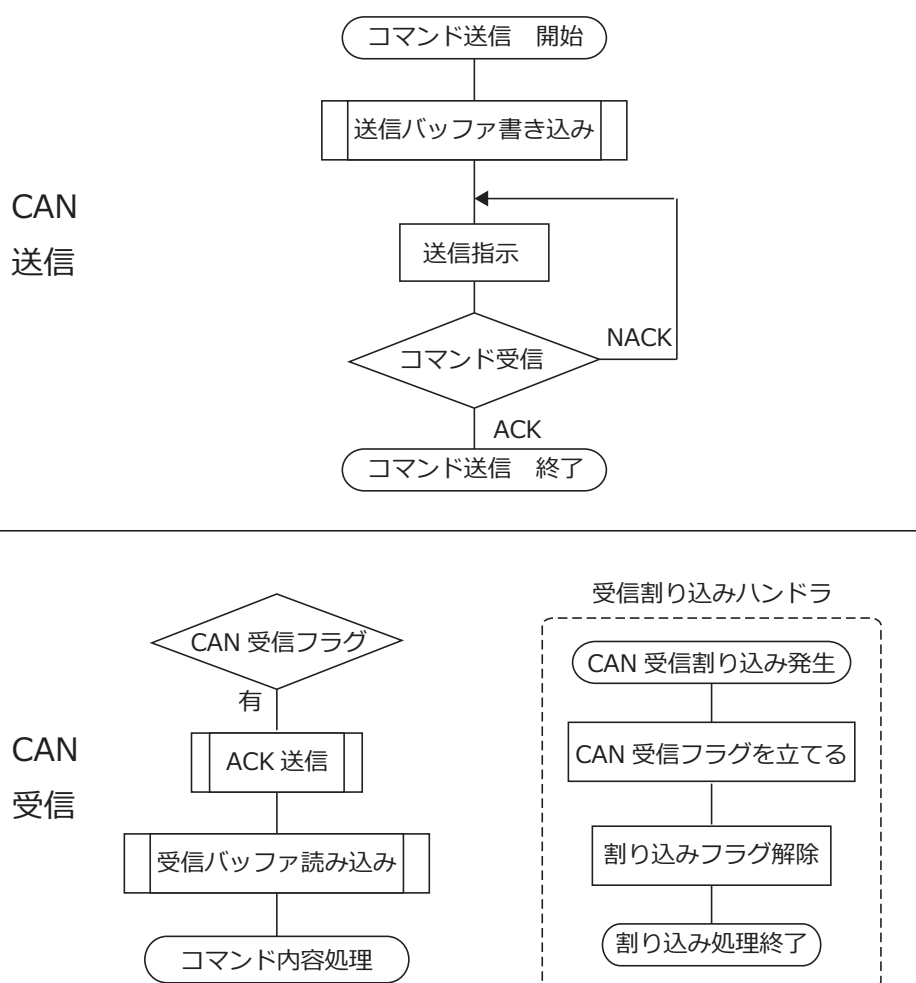 コマンド送信　開始
送信バッファ書き込み
CAN
送信
送信指示
NACK
コマンド受信
ACK
コマンド送信　終了
受信割り込みハンドラ
CAN 受信フラグ
有
CAN
受信
ACK 送信
受信バッファ読み込み
コマンド内容処理
CAN 受信割り込み発生
CAN 受信フラグを立てる
割り込みフラグ解除
割り込み処理終了